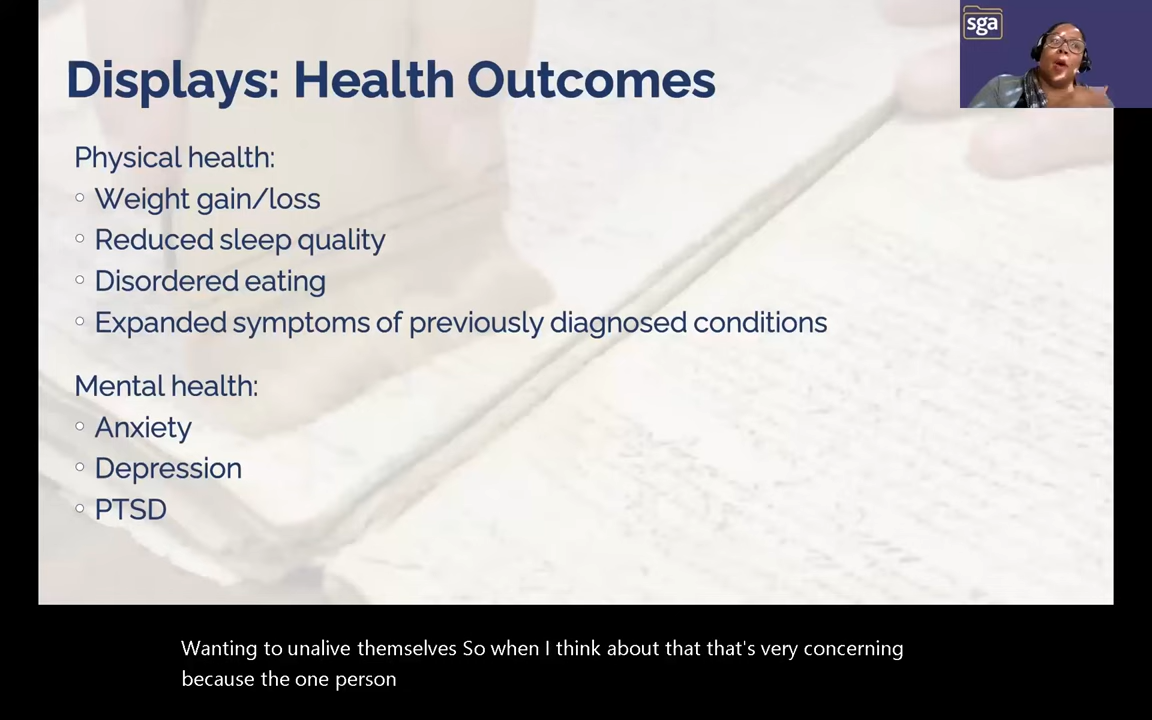 sga
Displays: Health Outcomes
Physical health:
Weight gain/loss
Reduced sleep quality
Disordered eating
Expanded symptoms of previously diagnosed conditions
Mental health:
Anxiety
Depression
PTSD
Wanting to unalive themselves So when I think about that that's very concerning
because the one person